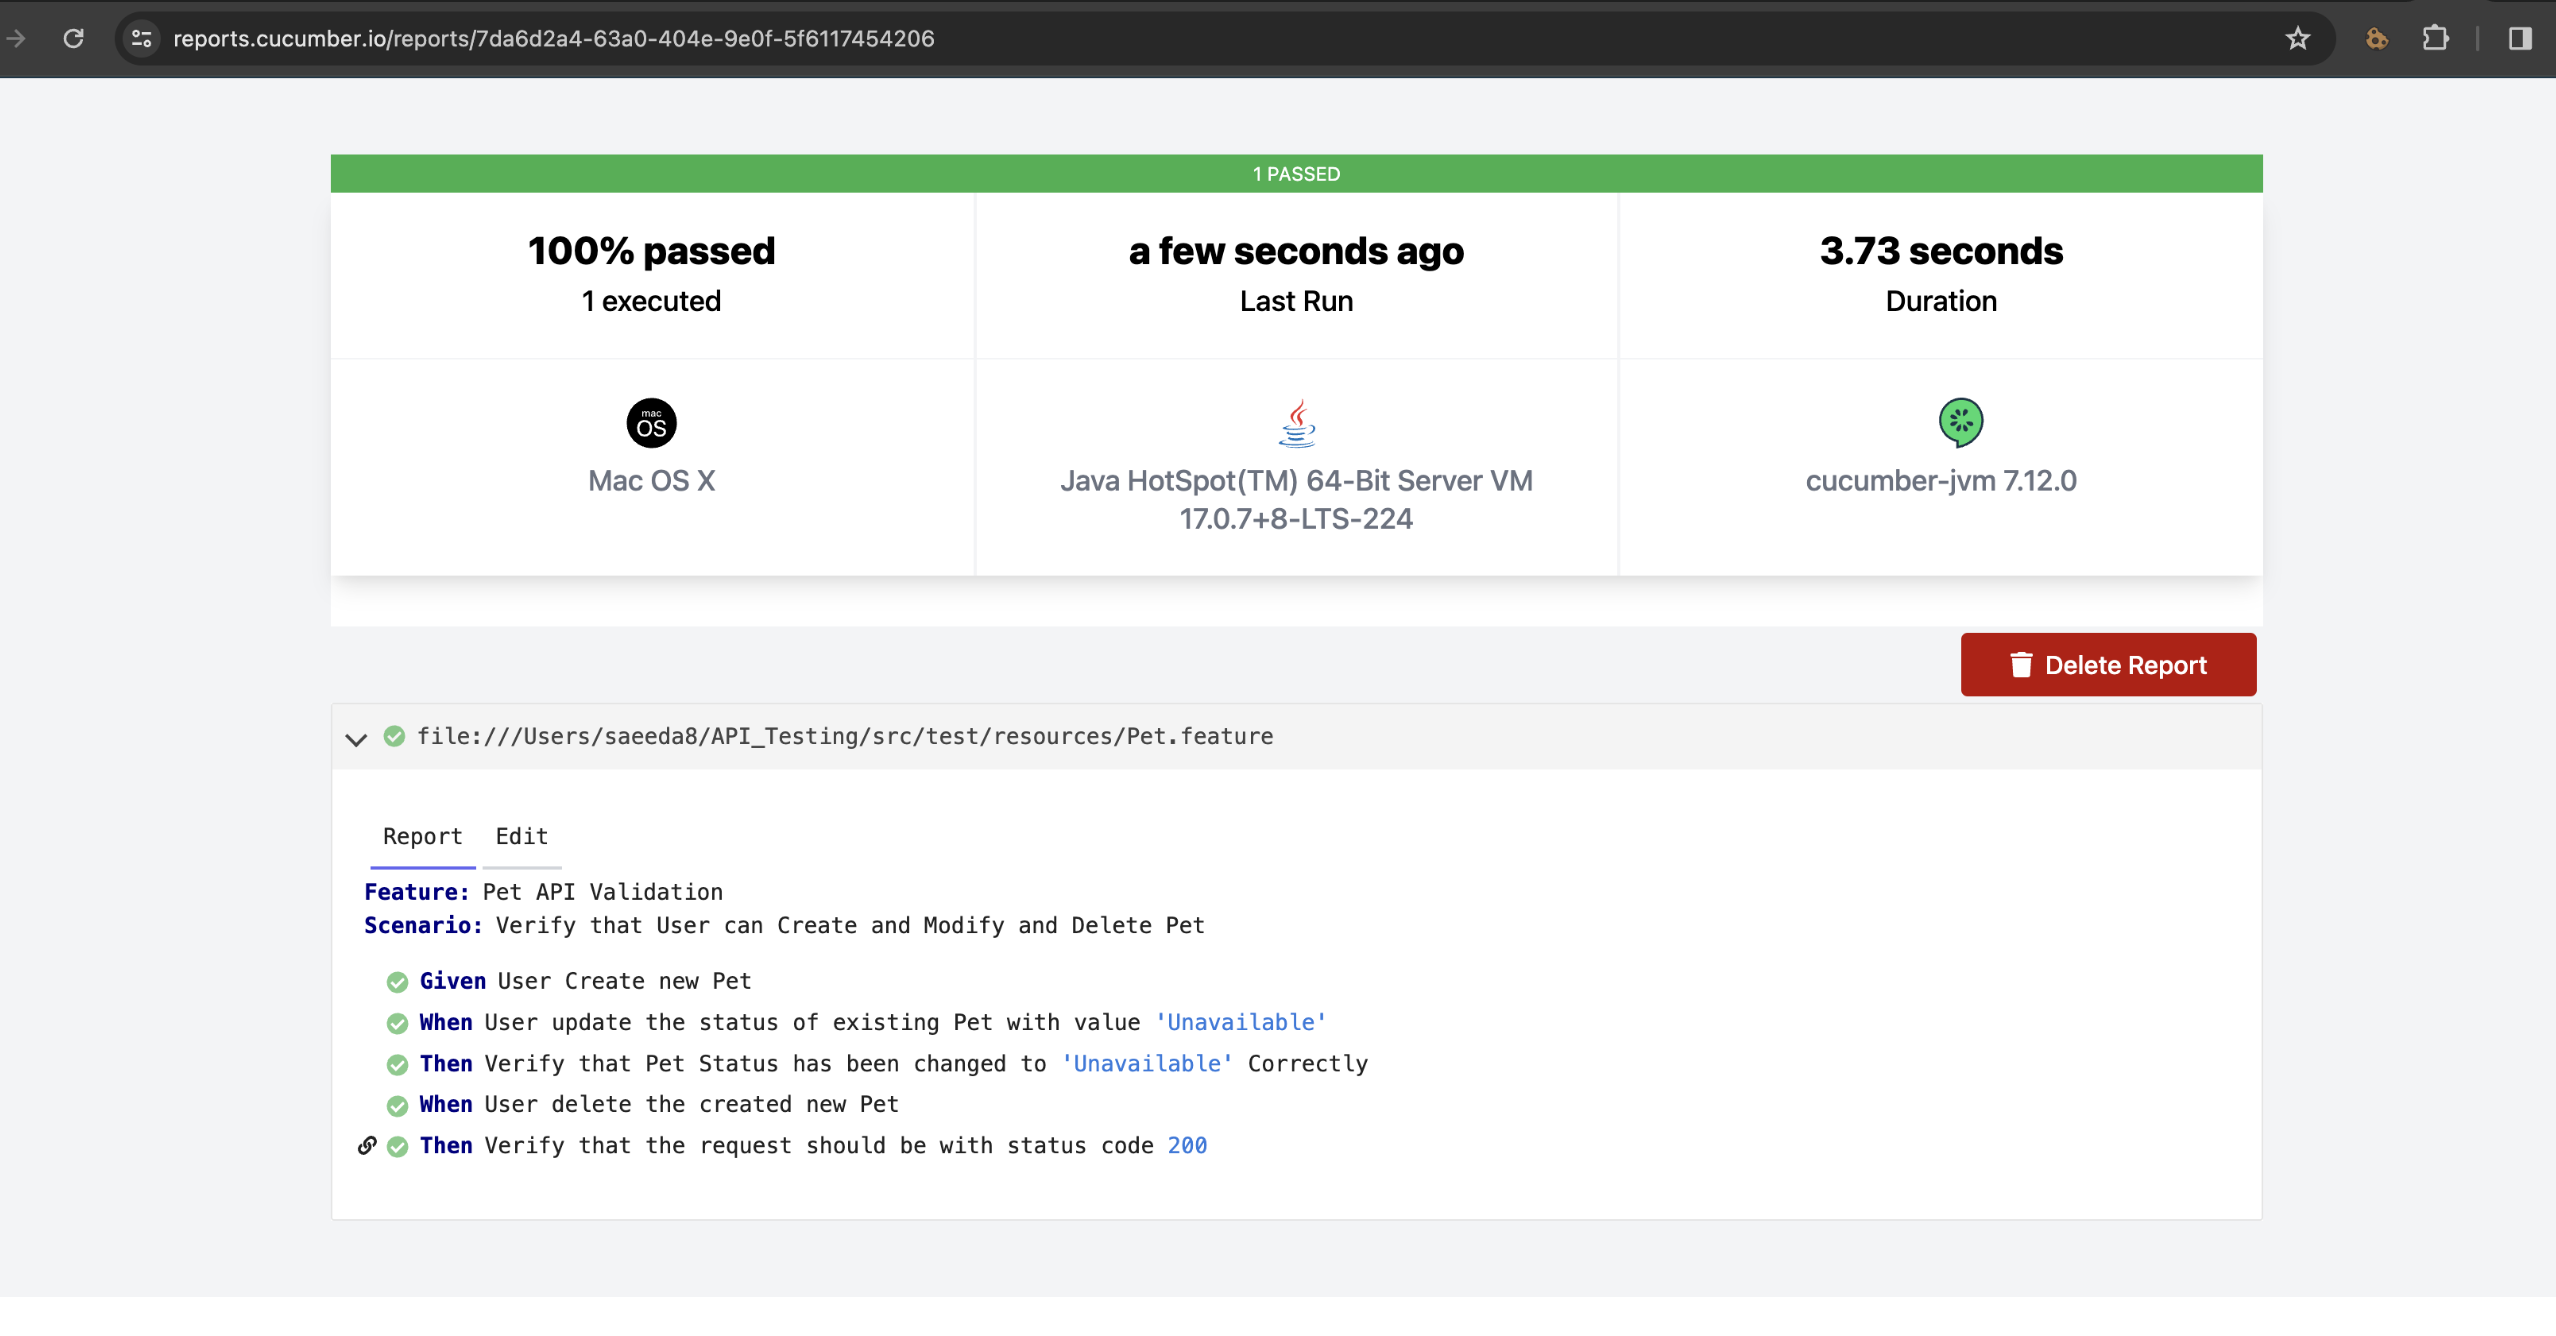 reports.cucumber.io/reports/7da6d2a4-63a0-404e-9e0f-5f6117454206
1 PASSED
100% passed
1 executed
a few seconds ago
Last Run
3.73 seconds
Duration
mac
OS
Mac OS X
Java HotSpot(TM) 64-Bit Server VM
17.0.7+8-LTS-224
cucumber-jvm 7.12.0
Delete Report
file:///Users/saeeda8/API_Testing/src/test/resources/Pet.feature
Report Edit
Feature: Pet API Validation
Scenario: Verify that User can Create and Modify and Delete Pet
Given User Create new Pet
When User update the status of existing Pet with value 'Unavailable'
Then Verify that Pet Status has been changed to 'Unavailable' Correctly
When User delete the created new Pet
Then Verify that the request should be with status code 200